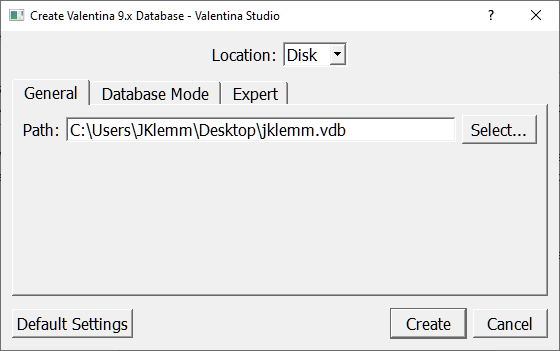 Create Valentina 9.x Database - Valentina Studio ?
Location: Disk
General Database Mode Expert
Path: C:\Users\JKlemm\Desktop\jklemm.vdb Select...
Default Settings Create Cancel